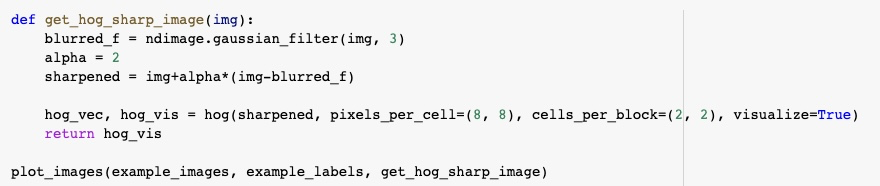 def get_hog_sharp_image(img):
    blurred_f = ndimage.gaussian_filter(img, 3)
    alpha = 2
    sharpened = img+alpha*(img-blurred_f)

    hog_vec, hog_vis = hog(sharpened, pixels_per_cell=(8, 8), cells_per_block=(2, 2), visualize=True)
    return hog_vis

plot_images(example_images, example_labels, get_hog_sharp_image)